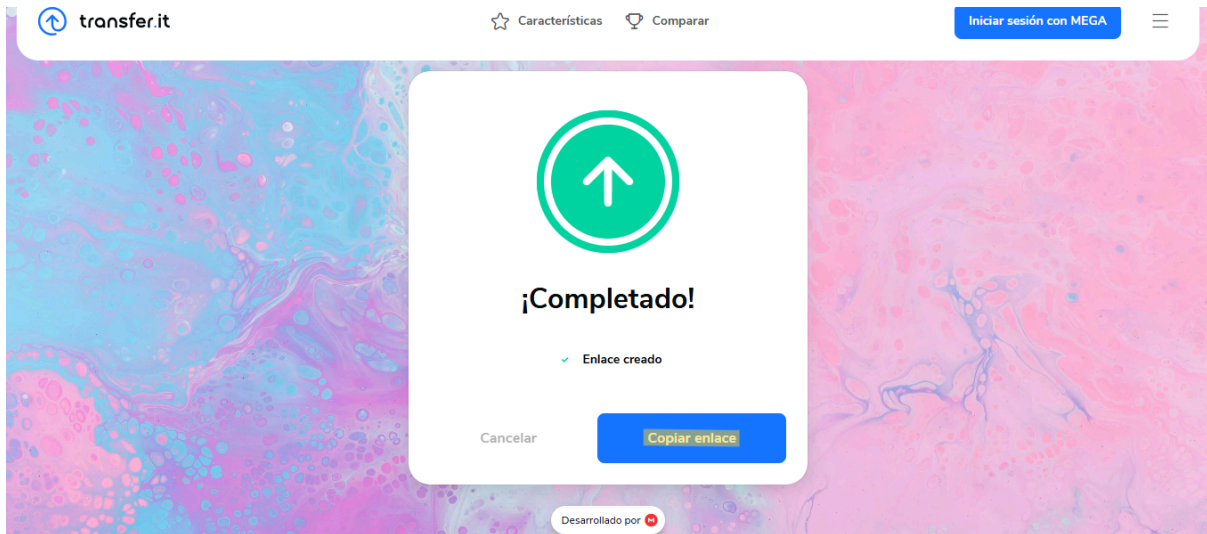 transfer.it
Características
Comparar
Iniciar sesión con MEGA
¡Completado!
Enlace creado
Cancelar
Copiar enlace
Desarrollado por M